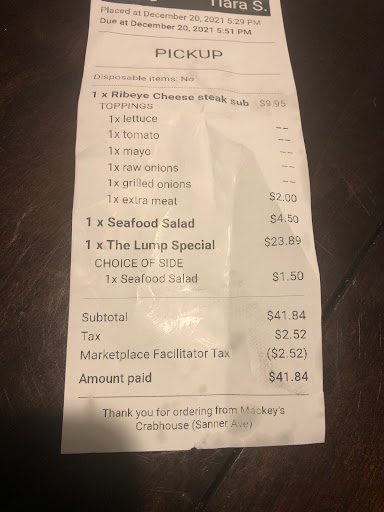 Tiara S.
Placed at December 20, 2021 5:29 PM
Due at December 20, 2021 5:51 PM
PICKUP
Disposable items: No
1 x Ribeye Cheese steak sub $9.95
TOPPINGS
1x lettuce --
1x tomato --
1x mayo --
1x raw onions --
1x grilled onions --
1x extra meat $2.00
1 x Seafood Salad $4.50
1 x The Lump Special $23.89
CHOICE OF SIDE
1x Seafood Salad $1.50
Subtotal $41.84
Tax $2.52
Marketplace Facilitator Tax ($2.52)
Amount paid $41.84
Thank you for ordering from Mackey's
Crabhouse (Sanner Ave)